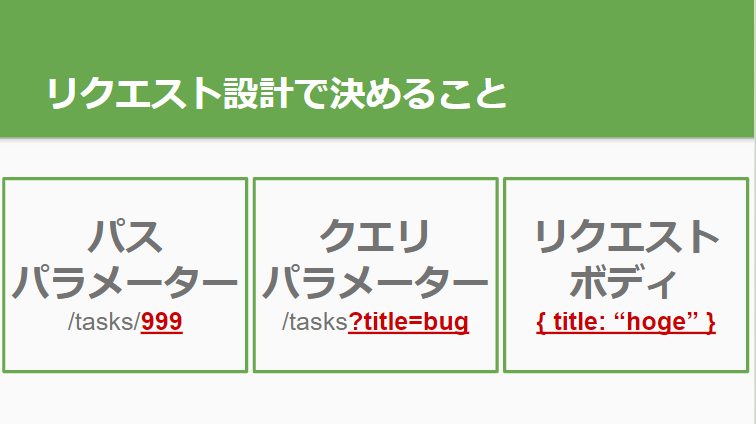 リクエスト設計で決めること
パス
パラメーター
/tasks/999
クエリ
パラメーター
/tasks?title=bug
リクエスト
ボディ
{ title: “hoge” }